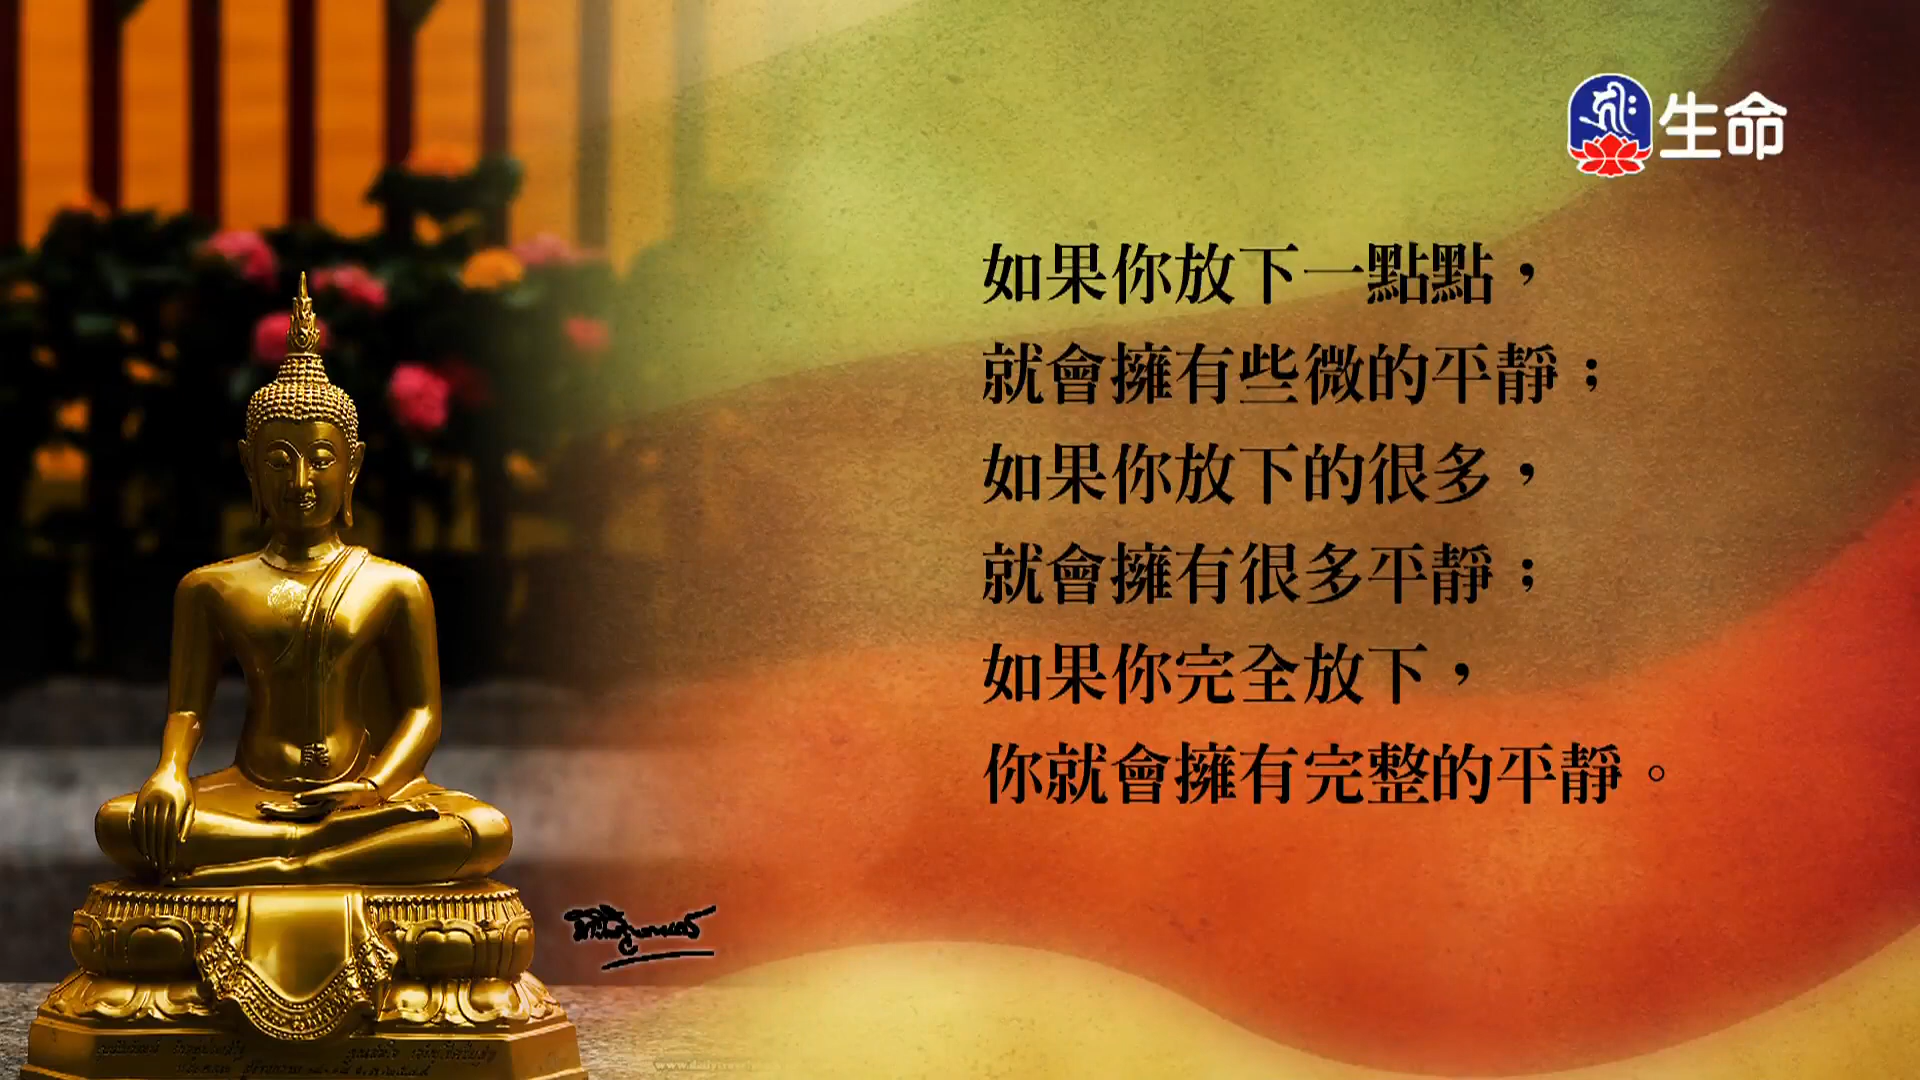 生命
如果你放下一點點，
就會擁有些微的平靜；
如果你放下的很多，
就會擁有很多平靜；
如果你完全放下，
你就會擁有完整的平靜。